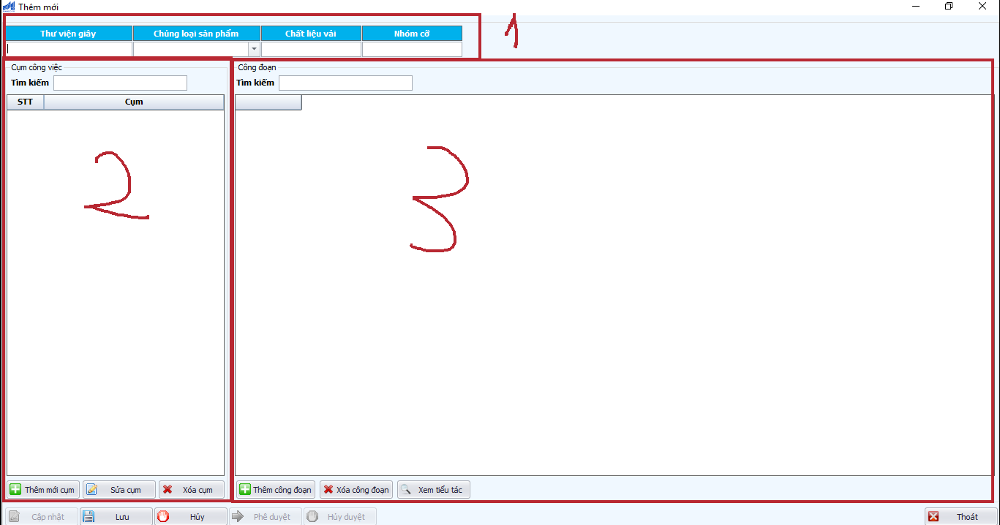 Thêm mới
1
Thư viện giây Chủng loại sản phẩm Chất liệu vải Nhóm cỡ
Cụm công việc
Tìm kiếm
STT Cụm
2
Thêm mới cụm Sửa cụm Xóa cụm
Công đoạn
Tìm kiếm
3
Thêm công đoạn Xóa công đoạn Xem tiểu tác
Cập nhật Lưu Hủy Phê duyệt Hủy duyệt Thoát